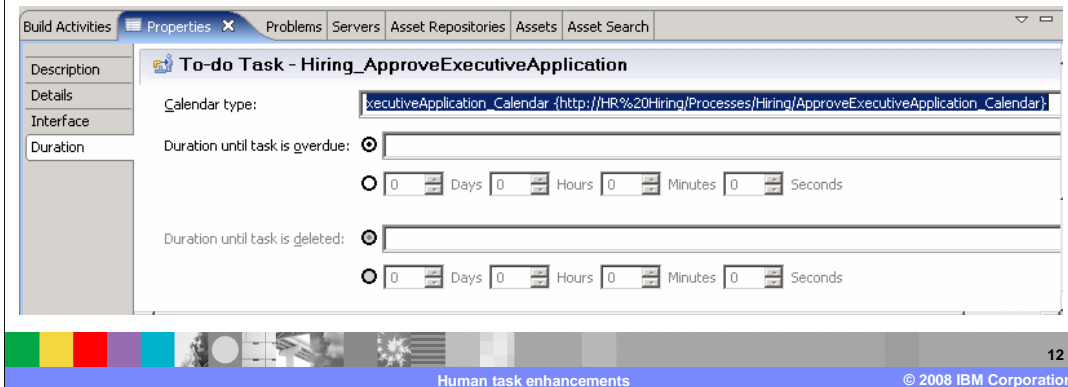 Build Activities Properties Problems Servers Asset Repositories Assets Asset Search
To-do Task - Hiring_ApproveExecutiveApplication
Description
Details
Interface
Duration
Calendar type: xecutiveApplication_Calendar {http://HR%20Hiring/Processes/Hiring/ApproveExecutiveApplication_Calendar}
Duration until task is overdue:
0 Days 0 Hours 0 Minutes 0 Seconds
Duration until task is deleted:
0 Days 0 Hours 0 Minutes 0 Seconds
12
Human task enhancements © 2008 IBM Corporation